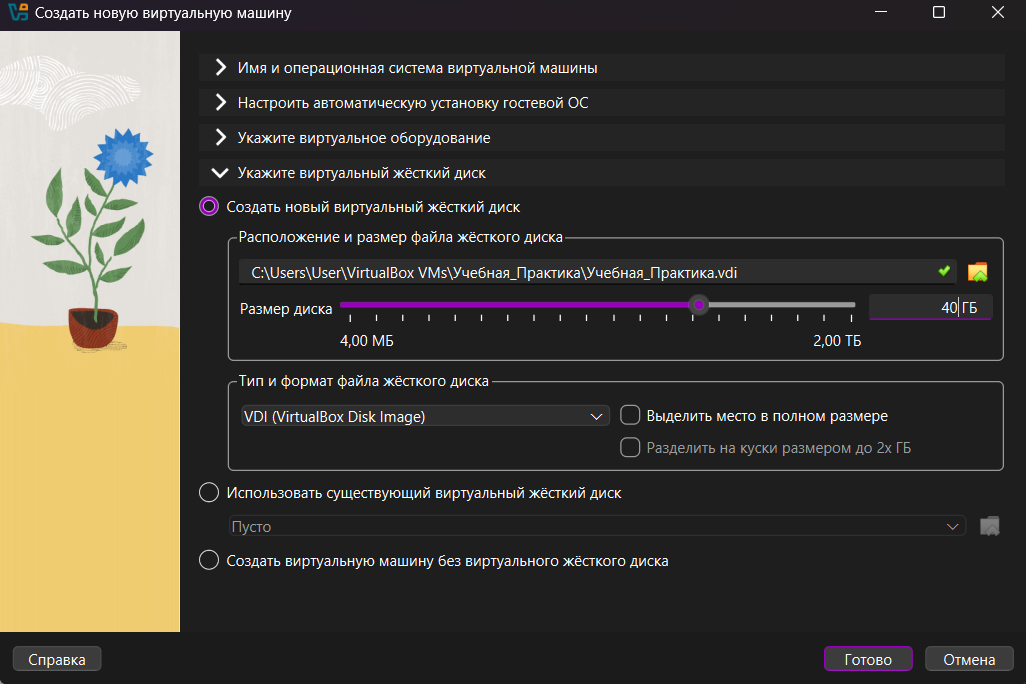 Создать новую виртуальную машину
Имя и операционная система виртуальной машины
Настроить автоматическую установку гостевой ОС
Укажите виртуальное оборудование
Укажите виртуальный жёсткий диск
Создать новый виртуальный жёсткий диск
Расположение и размер файла жёсткого диска
C:\Users\User\VirtualBox VMs\Учебная_Практика\Учебная_Практика.vdi
Размер диска 40 ГБ
4,00 МБ 2,00 ТБ
Тип и формат файла жёсткого диска
VDI (VirtualBox Disk Image) Выделить место в полном размере
Разделить на куски размером до 2х ГБ
Использовать существующий виртуальный жёсткий диск
Пусто
Создать виртуальную машину без виртуального жёсткого диска
Справка Готово Отмена